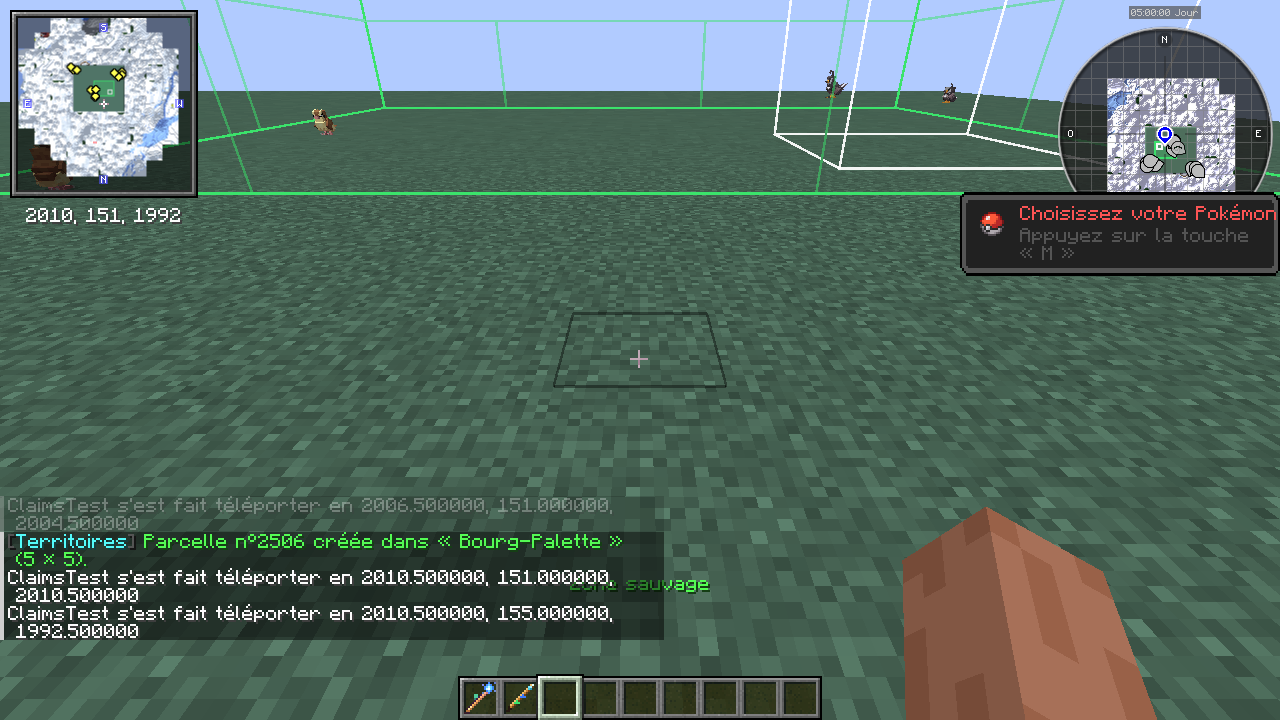 05:00:00 Jour
S
N
E
W
N
O
E
2010, 151, 1992
Choisissez votre Pokémon
Appuyez sur la touche
« M »
ClaimsTest s'est fait téléporter en 2006.500000, 151.000000,
2004.500000
[Territoires] Parcelle n°2506 créée dans « Bourg-Palette »
(5 × 5).
ClaimsTest s'est fait téléporter en 2010.500000, 151.000000,
2010.500000
Zone sauvage
ClaimsTest s'est fait téléporter en 2010.500000, 155.000000,
1992.500000